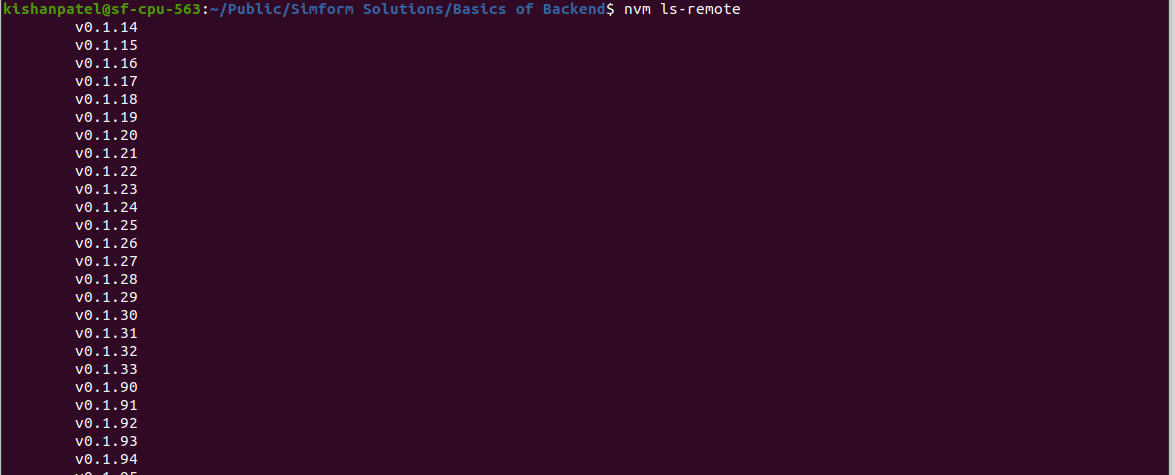 kishanpatel@sf-cpu-563:~/Public/Simform Solutions/Basics of Backend$ nvm ls-remote
v0.1.14
v0.1.15
v0.1.16
v0.1.17
v0.1.18
v0.1.19
v0.1.20
v0.1.21
v0.1.22
v0.1.23
v0.1.24
v0.1.25
v0.1.26
v0.1.27
v0.1.28
v0.1.29
v0.1.30
v0.1.31
v0.1.32
v0.1.33
v0.1.90
v0.1.91
v0.1.92
v0.1.93
v0.1.94